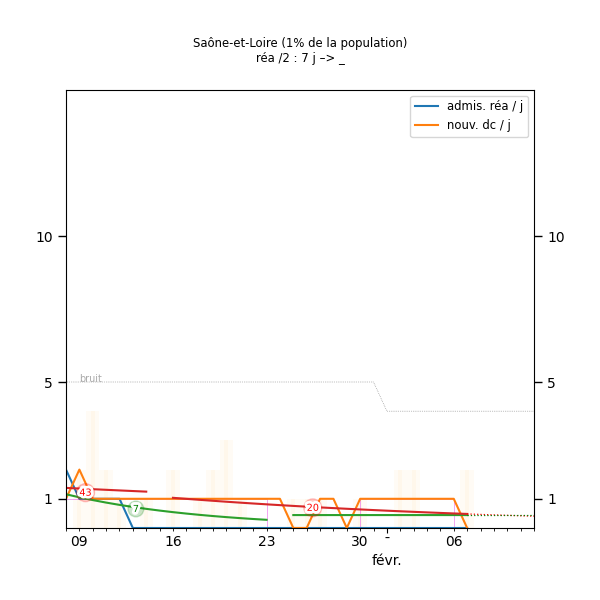 Saône-et-Loire (1% de la population)
réa /2 : 7 j –> _
admis. réa / j
nouv. dc / j
10
10
bruit
5
5
43
7
20
1
1
09
16
23
30
-
06
févr.